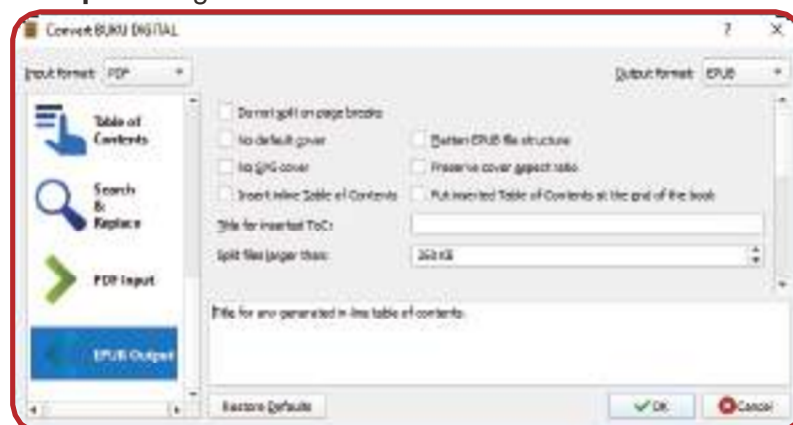 Convert BUKU DIGITAL
Input format: PDF
Output format: EPUB
Table of
Contents
Search
&
Replace
PDF Input
EPUB Output
Do not split on page breaks
No default cover
Flatten EPUB file structure
No SVG cover
Preserve cover aspect ratio
Insert inline Table of Contents
Put inserted Table of Contents at the end of the book
Title for inserted ToC:
Split files larger than:
260 KB
Title for any generated in-line table of contents.
Restore Defaults
OK
Cancel